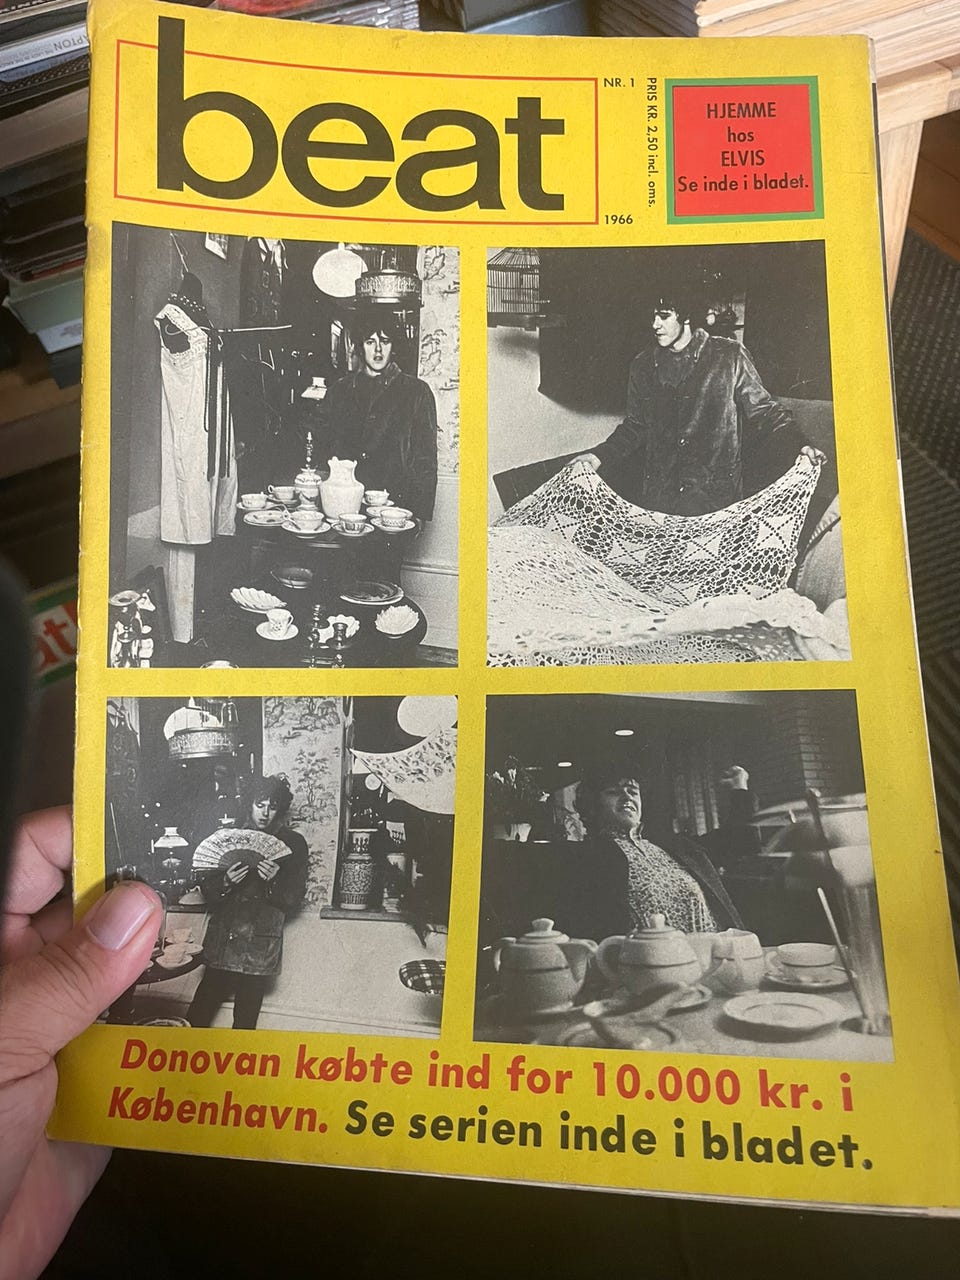 beat
NR. 1
1966
PRIS KR. 2,50 incl. oms.
HJEMME
hos
ELVIS
Se inde i bladet.
Donovan købte ind for 10.000 kr. i
København. Se serien inde i bladet.